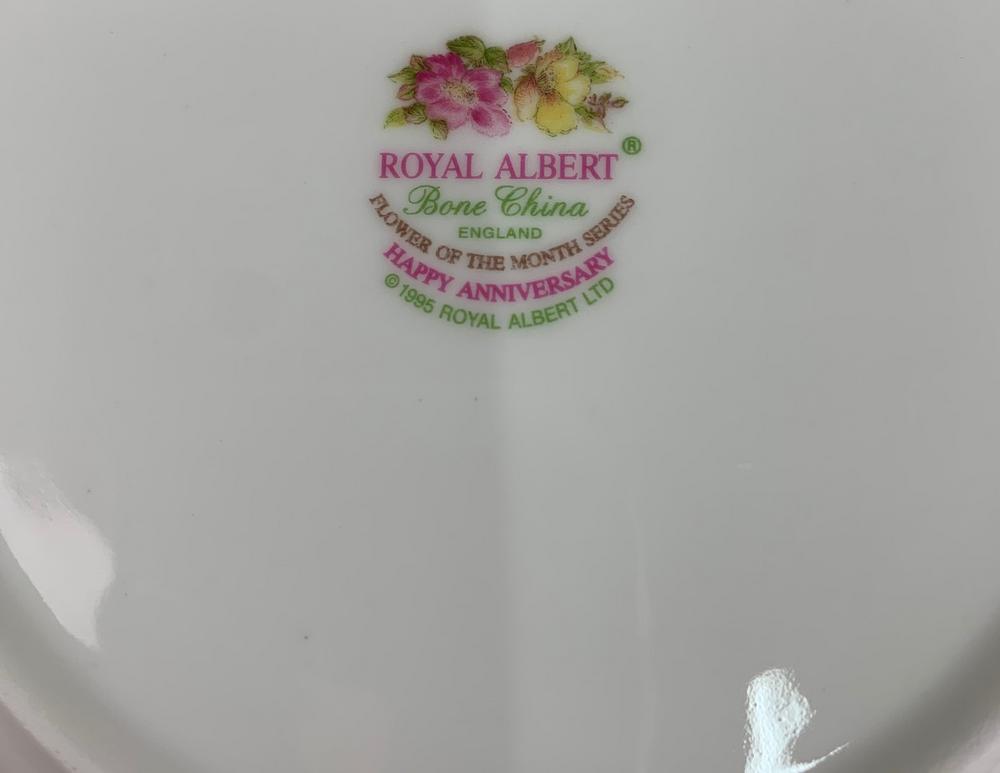 ROYAL ALBERT ®
Bone China
ENGLAND
FLOWER OF THE MONTH SERIES
HAPPY ANNIVERSARY
©1995 ROYAL ALBERT LTD